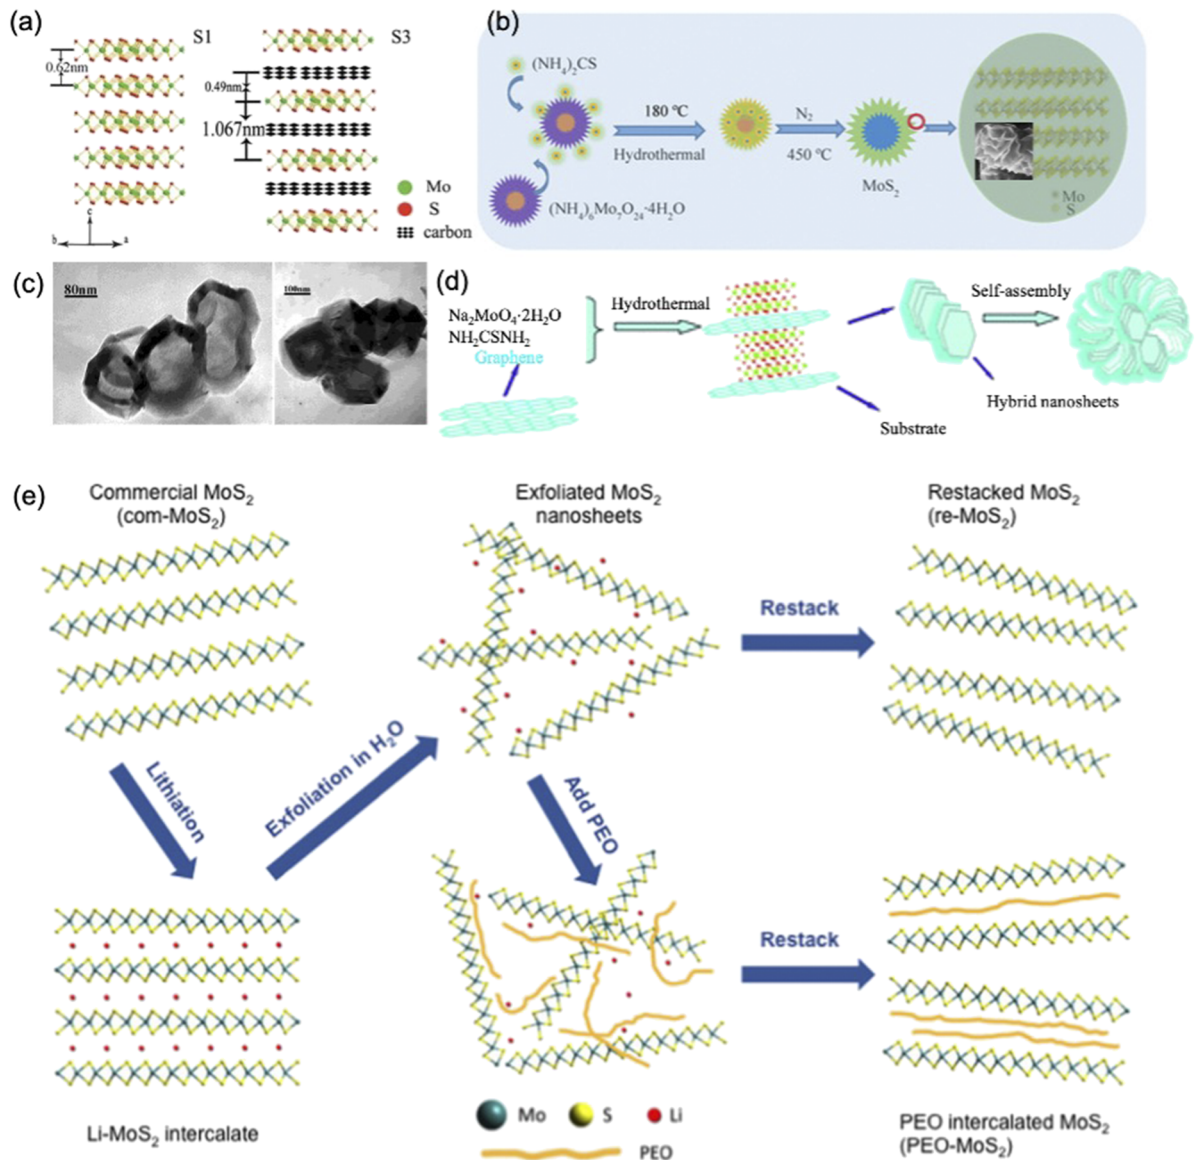 (a)
S1
S3
0.62nm
0.49nm
1.067nm
Mo
S
carbon
c
b
a
(b)
(NH4)2CS
180 ℃
Hydrothermal
N2
450 ℃
MoS2
(NH4)6Mo7O24·4H2O
Mo
S
(c)
80nm
100nm
(d)
Na2MoO4·2H2O
NH2CSNH2
Graphene
Hydrothermal
Self-assembly
Hybrid nanosheets
Substrate
(e)
Commercial MoS2
(com-MoS2)
Exfoliated MoS2
nanosheets
Restacked MoS2
(re-MoS2)
Restack
Lithiation
Exfoliation in H2O
Add PEO
Restack
Li-MoS2 intercalate
Mo
S
Li
PEO
PEO intercalated MoS2
(PEO-MoS2)